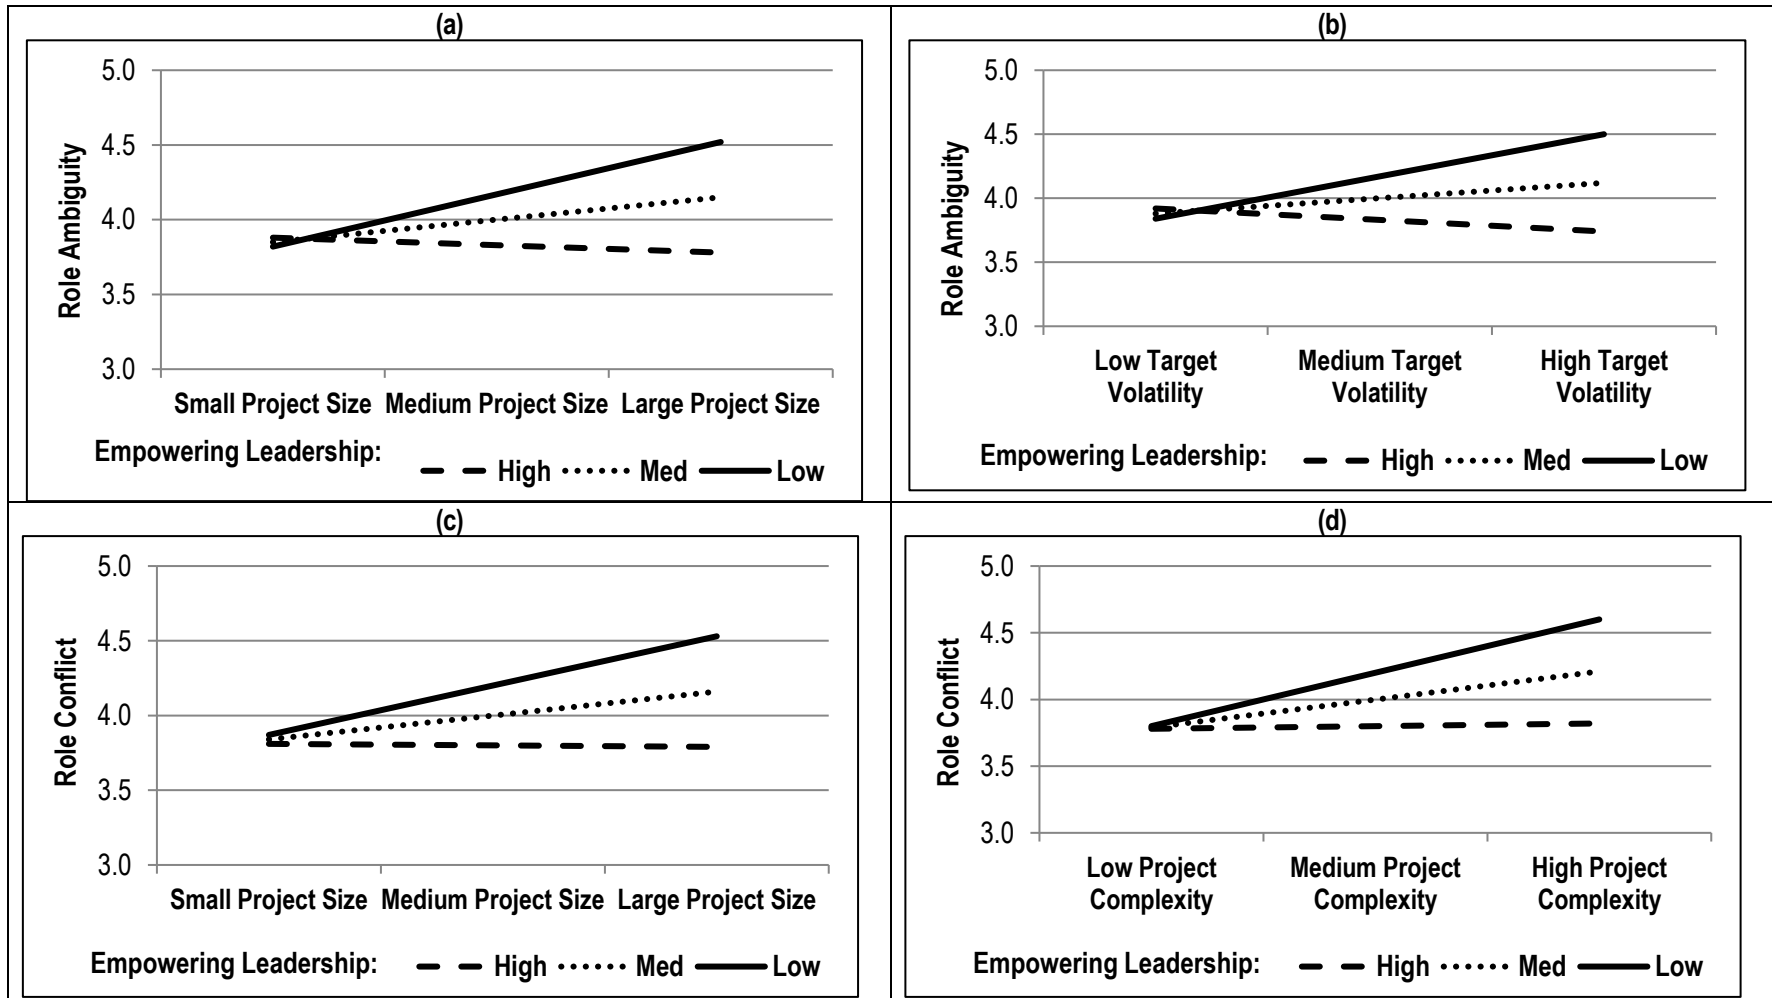 (a)
5.0
4.5
4.0
3.5
3.0
Role Ambiguity
Small Project Size Medium Project Size Large Project Size
Empowering Leadership: High Med Low
(b)
5.0
4.5
4.0
3.5
3.0
Role Ambiguity
Low Target Medium Target High Target
Volatility Volatility Volatility
Empowering Leadership: High Med Low
(c)
5.0
4.5
4.0
3.5
3.0
Role Conflict
Small Project Size Medium Project Size Large Project Size
Empowering Leadership: High Med Low
(d)
5.0
4.5
4.0
3.5
3.0
Role Conflict
Low Project Medium Project High Project
Complexity Complexity Complexity
Empowering Leadership: High Med Low